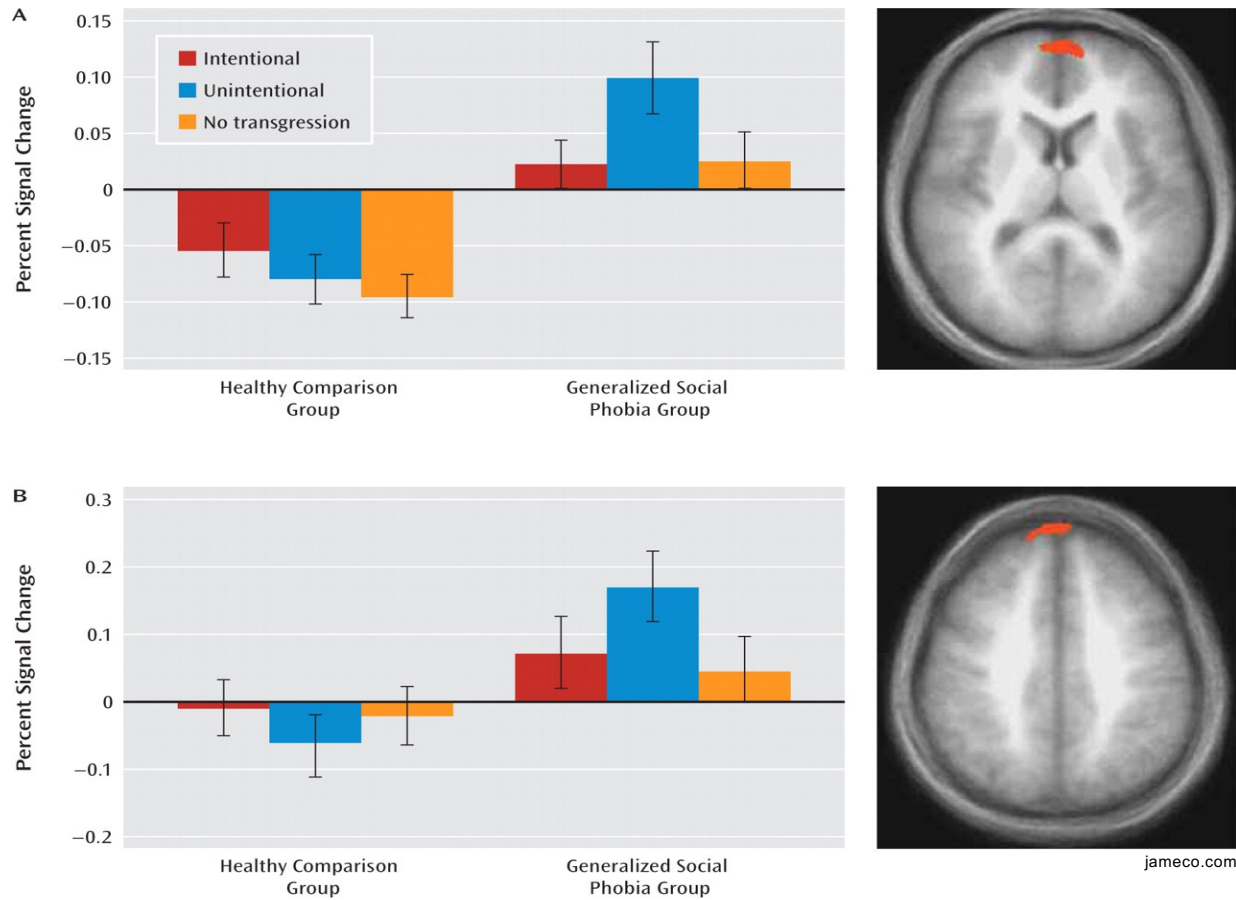 A
0.15
0.10
0.05
0
−0.05
−0.10
−0.15
Percent Signal Change
Intentional
Unintentional
No transgression
Healthy Comparison
Group
Generalized Social
Phobia Group
B
0.3
0.2
0.1
0
−0.1
−0.2
Percent Signal Change
Healthy Comparison
Group
Generalized Social
Phobia Group
jameco.com